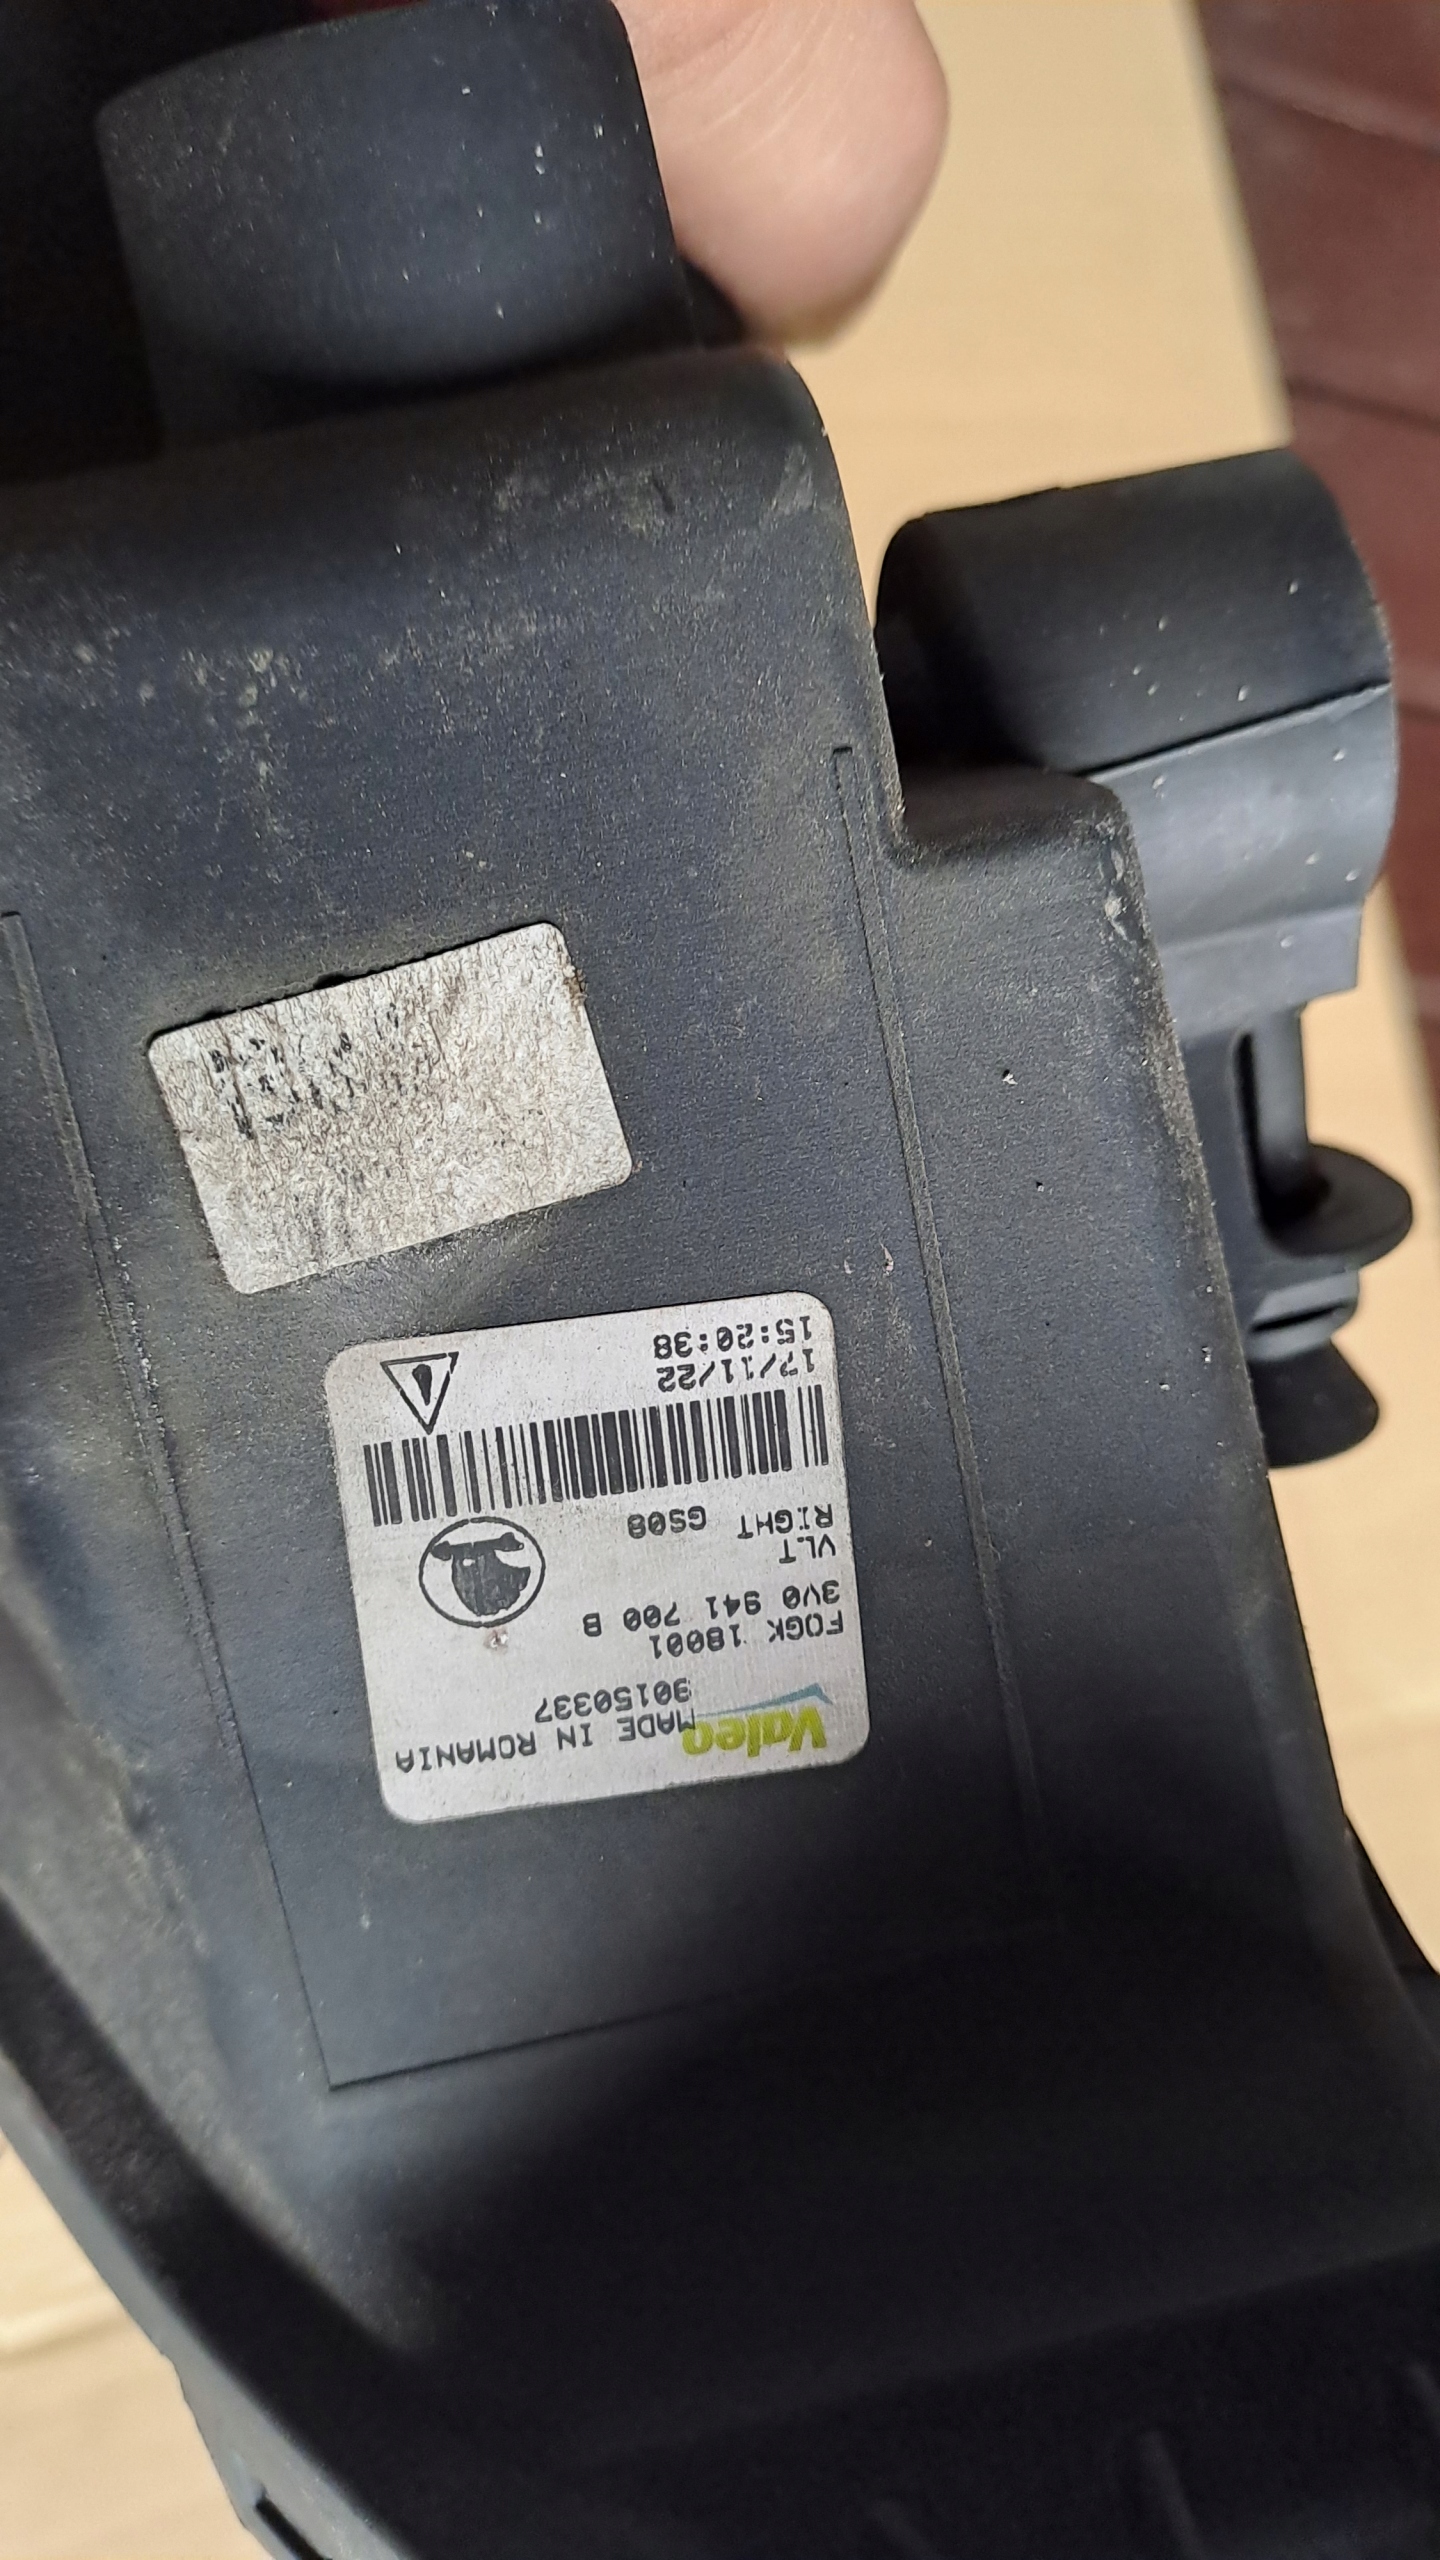 Valeo MADE IN ROMANIA
90150337
FOGK 18001
3V0 941 700 B
VLT
RIGHT GS08
17/11/22
15:20:38